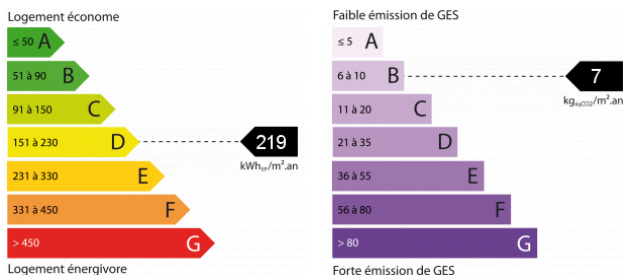 Logement économe
≤ 50 A
51 à 90 B
91 à 150 C
151 à 230 D
219
kWhEP/m².an
231 à 330 E
331 à 450 F
> 450 G
Logement énergivore
Faible émission de GES
≤ 5 A
6 à 10 B
7
kgéqCO2/m².an
11 à 20 C
21 à 35 D
36 à 55 E
56 à 80 F
> 80 G
Forte émission de GES